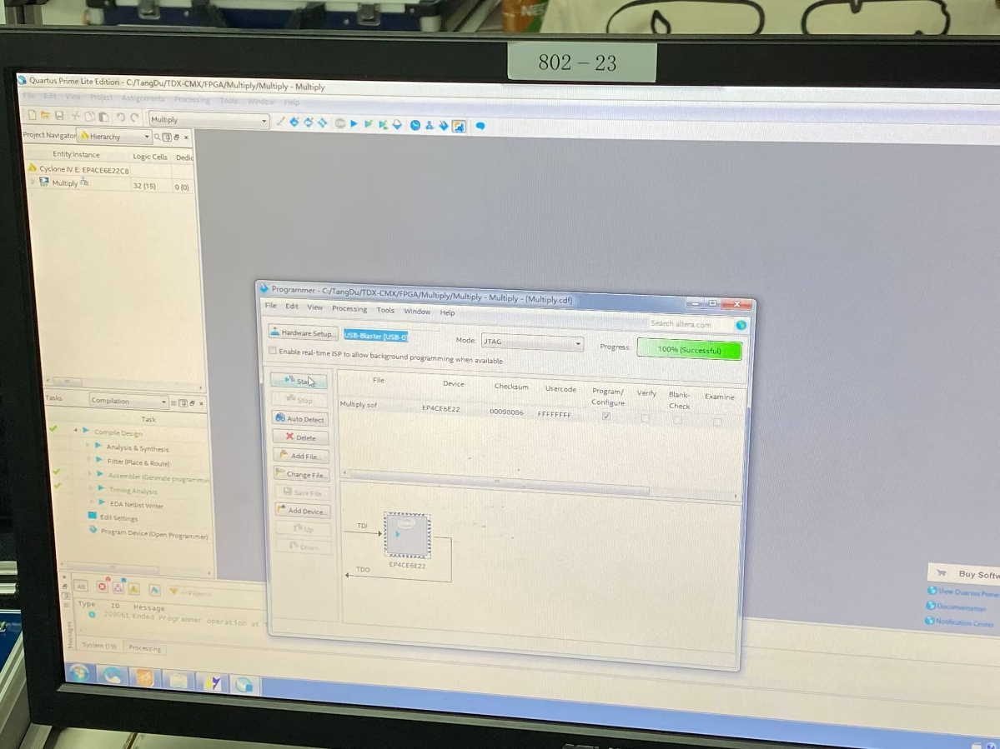 802-23
Quartus Prime Lite Edition - C:/TangDu/TDX-CMX/FPGA/Multiply/Multiply - Multiply
File Edit View Project Assignments Processing Tools Window Help
Multiply
Project Navigator Hierarchy
Entity:Instance Logic Cells Dedic
Cyclone IV E: EP4CE6E22C8
Multiply 32 (15) 0 (0)
Tasks Compilation
Task
Compile Design
Analysis & Synthesis
Fitter (Place & Route)
Assembler (Generate programmin
Timing Analysis
EDA Netlist Writer
Edit Settings
Program Device (Open Programmer)
Programmer - C:/TangDu/TDX-CMX/FPGA/Multiply/Multiply - Multiply - [Multiply.cdf]
File Edit View Processing Tools Window Help
Search altera.com
Hardware Setup... USB-Blaster [USB-0] Mode: JTAG Progress: 100% (Successful)
Enable real-time ISP to allow background programming when available
Start
Stop
Auto Detect
Delete
Add File...
Change File...
Save File
Add Device...
Up
Down
File Device Checksum Usercode Program/Configure Verify Blank-Check Examine
Multiply.sof EP4CE6E22 00098086 FFFFFFFF
TDI
TDO
EP4CE6E22
All
Type ID Message
209061 Ended Programmer operation at
Messages
System (19) Processing
Buy Softw
View Quartus Prime
Documentation
Notification Center